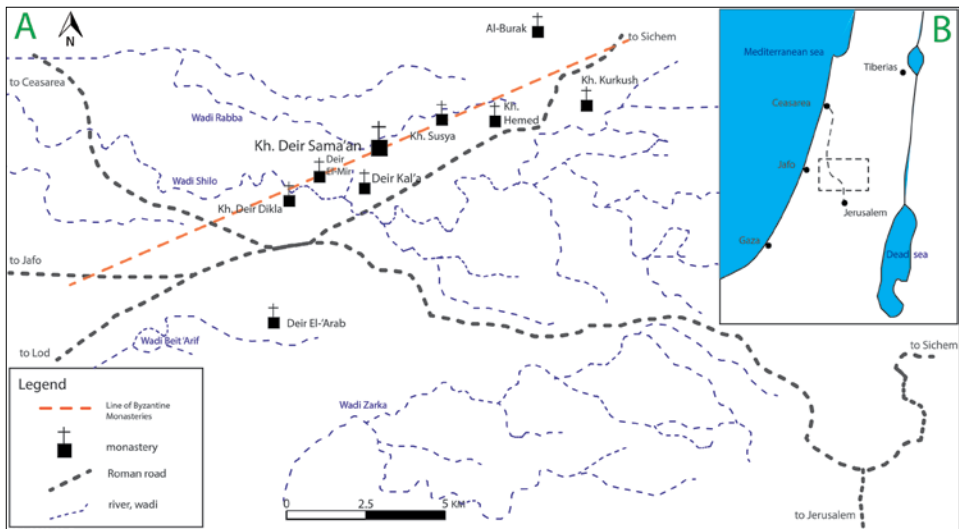 A
N
Al-Burak
to Sichem
to Ceasarea
Wadi Rabba
Kh. Kurkush
Kh.
Hemed
Kh. Susya
Kh. Deir Sama'an
Deir
El-Mir
Deir Kal'a
Wadi Shilo
Kh. Deir Dikla
to Jafo
Deir El-'Arab
Wadi Beit 'Arif
to Lod
Wadi Zarka
to Sichem
to Jerusalem
Legend
Line of Byzantine
Monasteries
monastery
Roman road
river, wadi
0 2.5 5 KM
B
Mediterranean sea
Tiberias
Ceasarea
Jafo
Jerusalem
Gaza
Dead sea